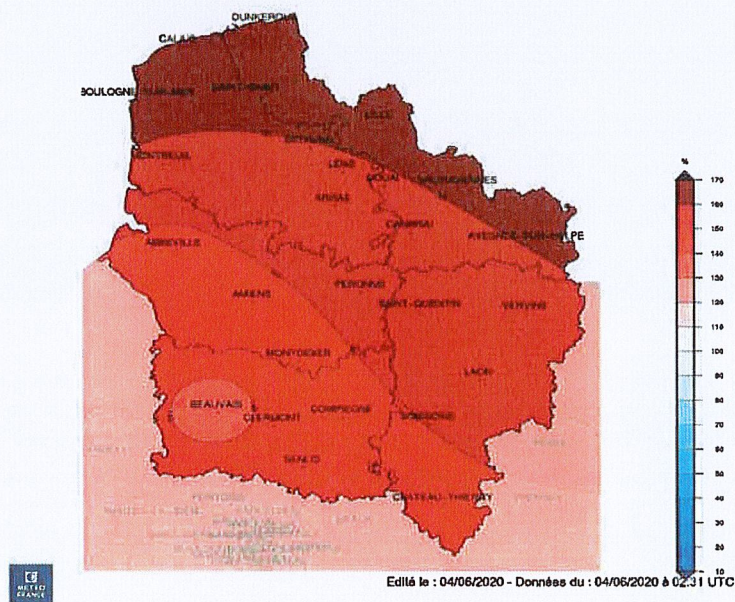 DUNKERQUE
CALAIS
BOULOGNE-SUR-MER
SAINT-OMER
LILLE
BETHUNE
MONTREUIL
LENS
DOUAI
VALENCIENNES
ARRAS
CAMBRAI
AVESNES-SUR-HELPE
ABBEVILLE
PERONNE
AMIENS
SAINT-QUENTIN
VERVINS
MONTDIDIER
LAON
BEAUVAIS
CLERMONT
COMPIEGNE
SOISSONS
SENLIS
CHATEAU-THIERRY
%
170
160
150
140
130
120
110
100
90
80
70
60
50
40
30
20
10
METEO
FRANCE
Edité le : 04/06/2020 - Données du : 04/06/2020 à 02:31 UTC